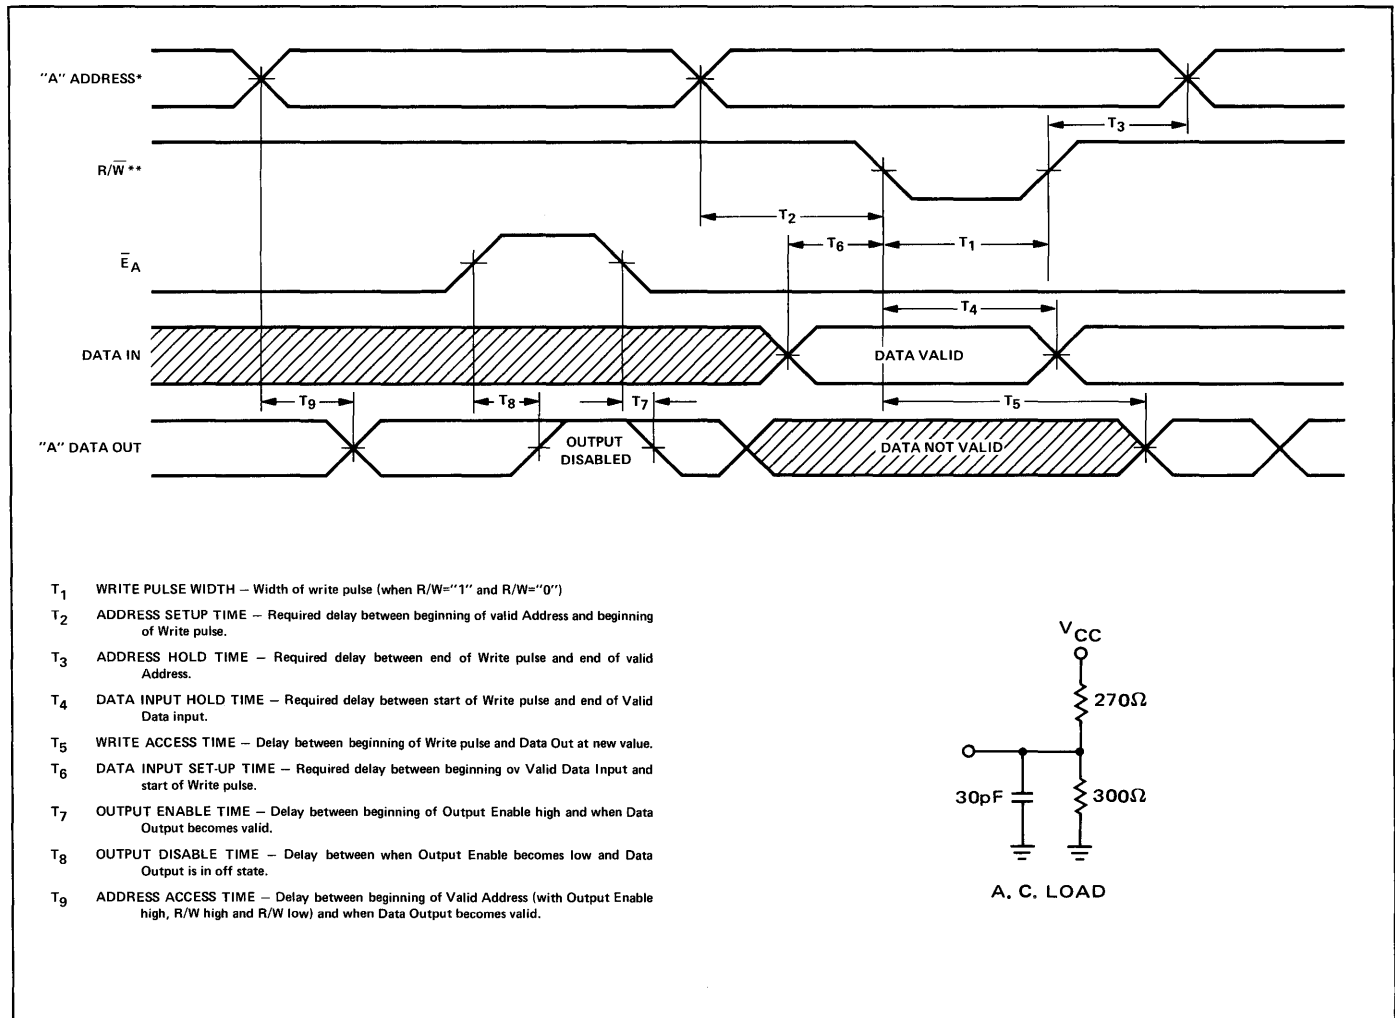 "A" ADDRESS*
T3
R/W̅**
T2
T6
T1
E̅A
T4
DATA IN
DATA VALID
T9
T8
T7
T5
"A" DATA OUT
OUTPUT
DISABLED
DATA NOT VALID
T1 WRITE PULSE WIDTH — Width of write pulse (when R/W="1" and R/W="0")
T2 ADDRESS SETUP TIME — Required delay between beginning of valid Address and beginning
of Write pulse.
T3 ADDRESS HOLD TIME — Required delay between end of Write pulse and end of valid
Address.
T4 DATA INPUT HOLD TIME — Required delay between start of Write pulse and end of Valid
Data input.
T5 WRITE ACCESS TIME — Delay between beginning of Write pulse and Data Out at new value.
T6 DATA INPUT SET-UP TIME — Required delay between beginning ov Valid Data Input and
start of Write pulse.
T7 OUTPUT ENABLE TIME — Delay between beginning of Output Enable high and when Data
Output becomes valid.
T8 OUTPUT DISABLE TIME — Delay between when Output Enable becomes low and Data
Output is in off state.
T9 ADDRESS ACCESS TIME — Delay between beginning of Valid Address (with Output Enable
high, R/W high and R/W low) and when Data Output becomes valid.
VCC
270Ω
30pF
300Ω
A. C. LOAD